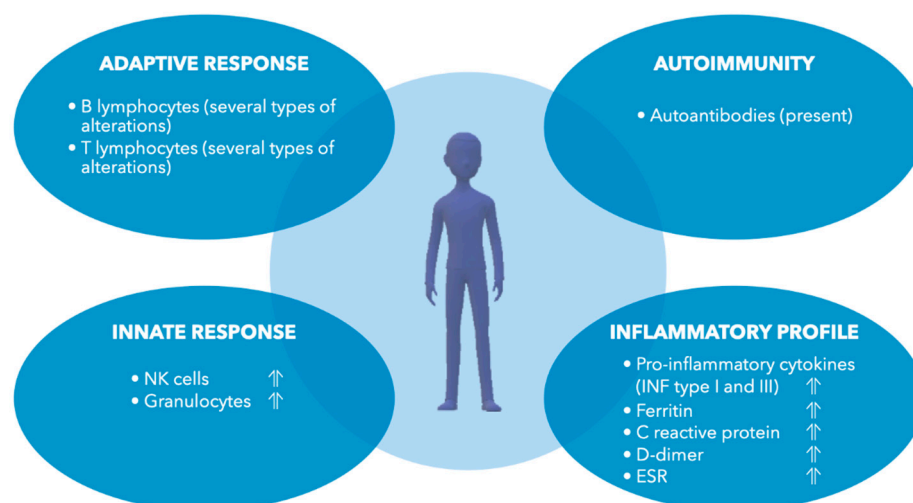 ADAPTIVE RESPONSE
• B lymphocytes (several types of
alterations)
• T lymphocytes (several types of
alterations)
AUTOIMMUNITY
• Autoantibodies (present)
INNATE RESPONSE
• NK cells ⇈
• Granulocytes ⇈
INFLAMMATORY PROFILE
• Pro-inflammatory cytokines
(INF type I and III) ⇈
• Ferritin ⇈
• C reactive protein ⇈
• D-dimer ⇈
• ESR ⇈